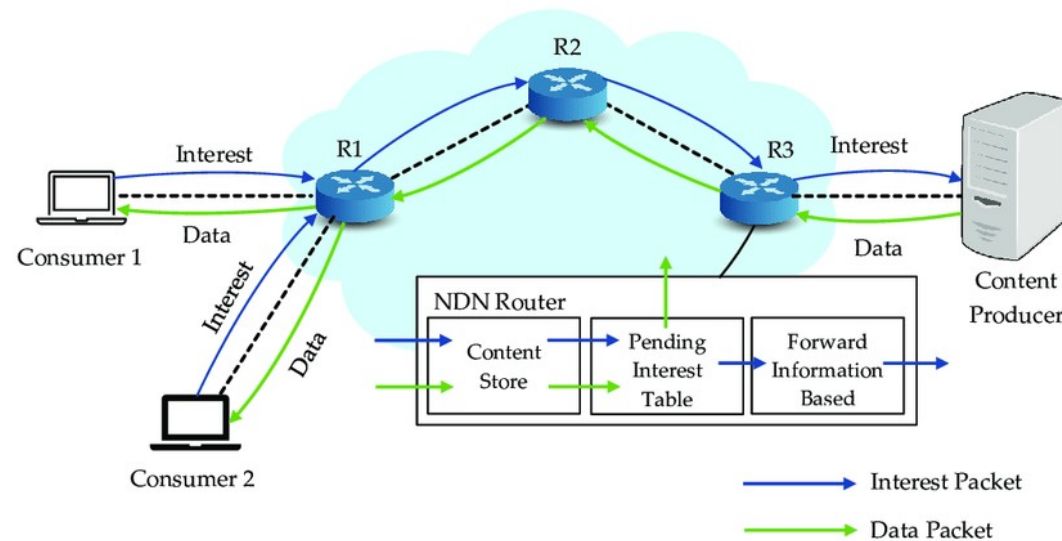 R2
R1
R3
Interest
Interest
Data
Data
Consumer 1
Interest
Data
Content
Producer
NDN Router
Content
Store
Pending
Interest
Table
Forward
Information
Based
Consumer 2
Interest Packet
Data Packet